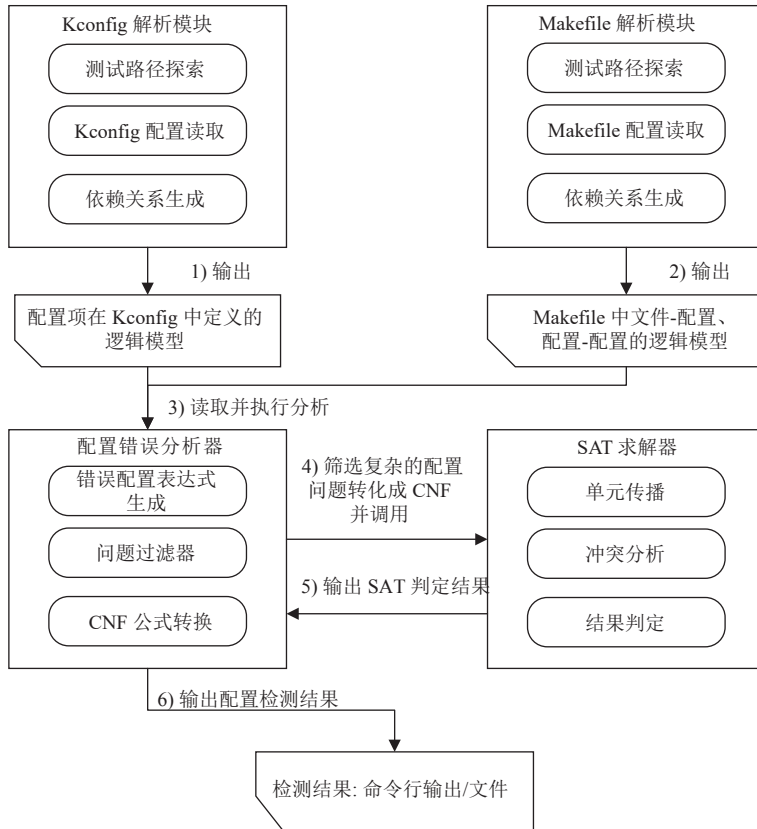 Kconfig 解析模块
测试路径探索
Kconfig 配置读取
依赖关系生成
Makefile 解析模块
测试路径探索
Makefile 配置读取
依赖关系生成
1) 输出
2) 输出
配置项在 Kconfig 中定义的
逻辑模型
Makefile 中文件-配置、
配置-配置的逻辑模型
3) 读取并执行分析
配置错误分析器
错误配置表达式
生成
问题过滤器
CNF 公式转换
4) 筛选复杂的配置
问题转化成 CNF
并调用
5) 输出 SAT 判定结果
SAT 求解器
单元传播
冲突分析
结果判定
6) 输出配置检测结果
检测结果: 命令行输出/文件